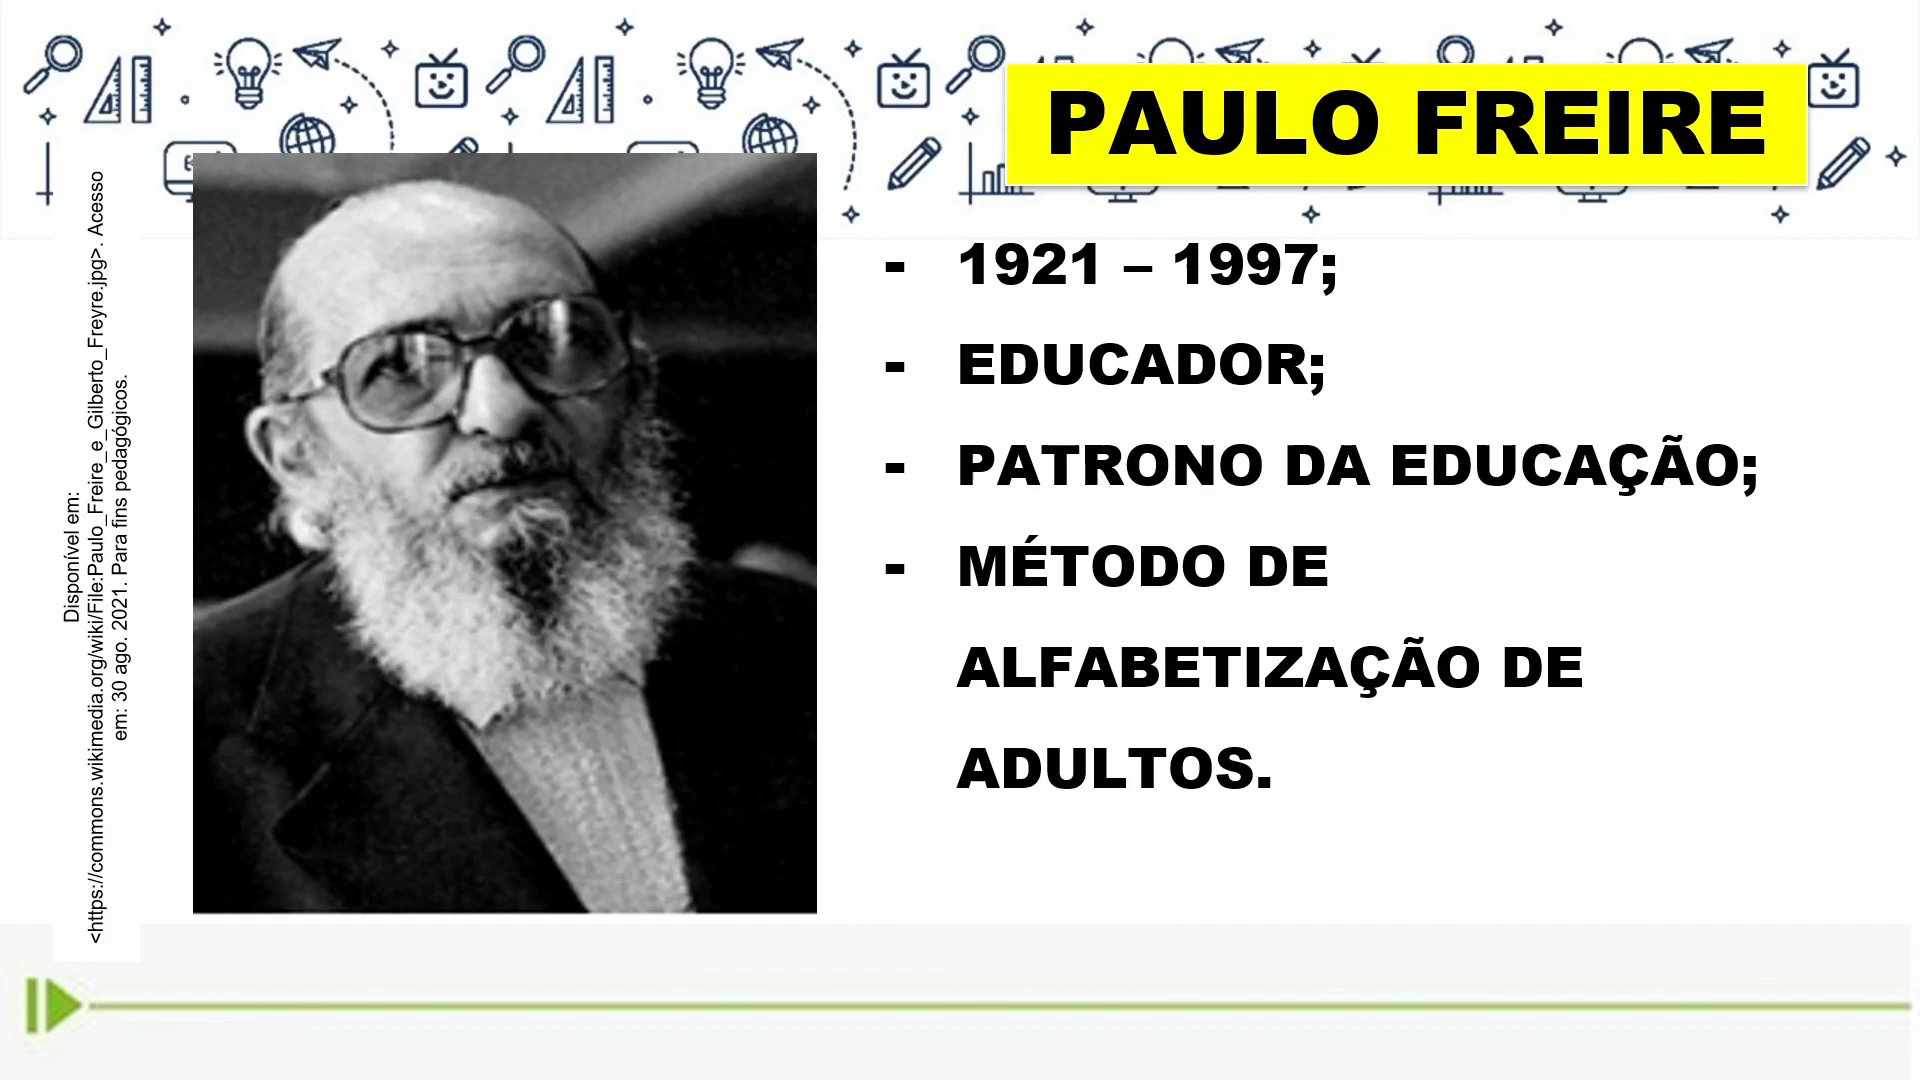 PAULO FREIRE
Disponível em:
<https://commons.wikimedia.org/wiki/File:Paulo_Freire_e_Gilberto_Freyre.jpg>. Acesso
em: 30 ago. 2021. Para fins pedagógicos.
- 1921 – 1997;
- EDUCADOR;
- PATRONO DA EDUCAÇÃO;
- MÉTODO DE
ALFABETIZAÇÃO DE
ADULTOS.